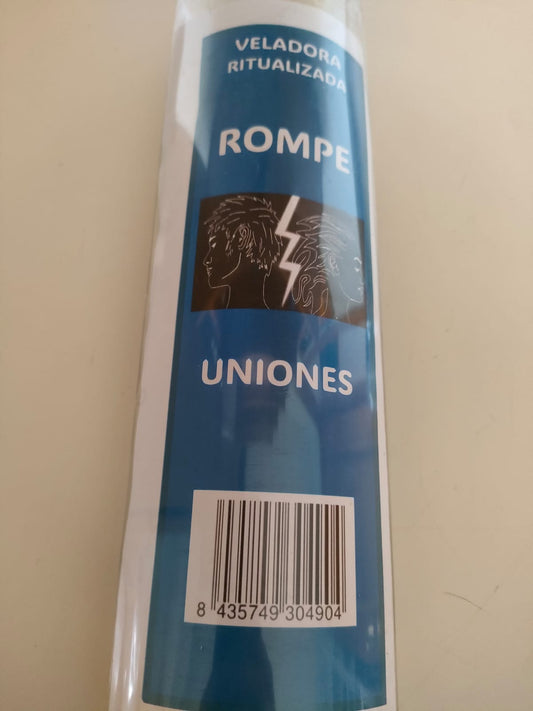 VELADORA
RITUALIZADA
ROMPE
UNIONES
8 435749 304904